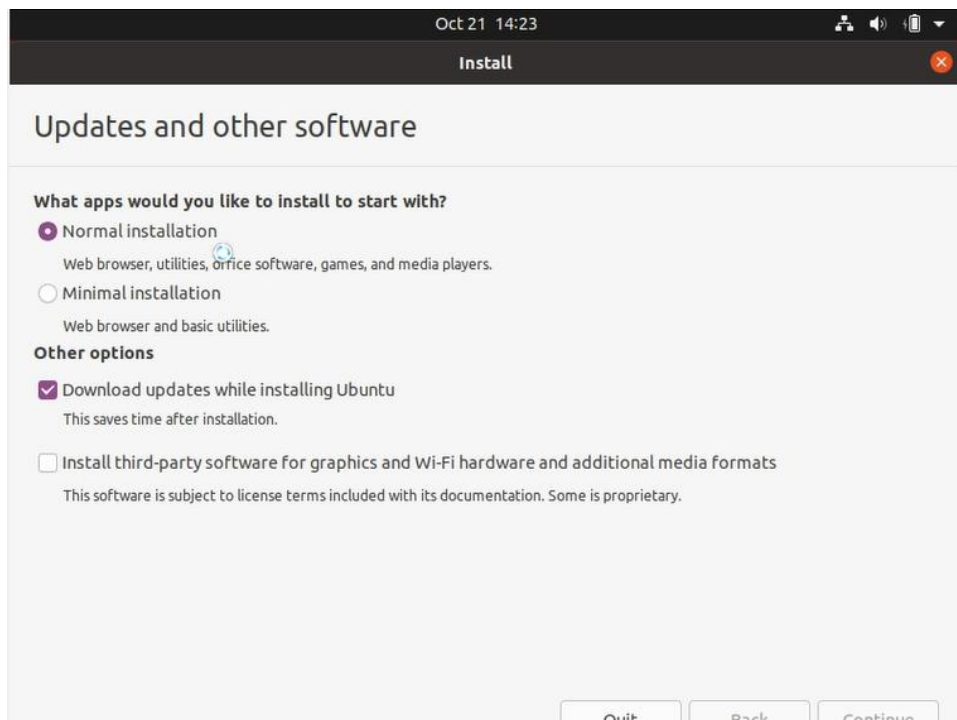 Oct 21 14:23
Install
Updates and other software
What apps would you like to install to start with?
Normal installation
Web browser, utilities, office software, games, and media players.
Minimal installation
Web browser and basic utilities.
Other options
Download updates while installing Ubuntu
This saves time after installation.
Install third-party software for graphics and Wi-Fi hardware and additional media formats
This software is subject to license terms included with its documentation. Some is proprietary.
Quit Back Continue